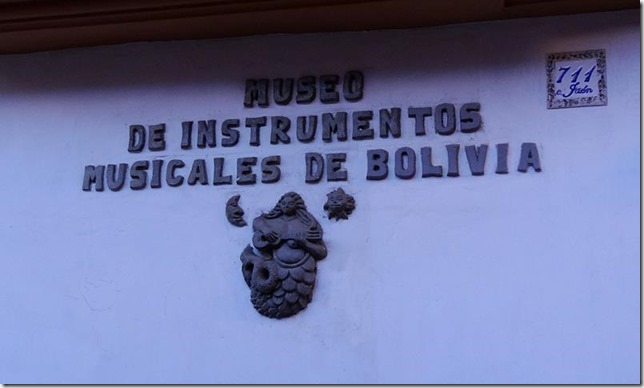 MUSEO
DE INSTRUMENTOS
MUSICALES DE BOLIVIA
711
c. Jaén